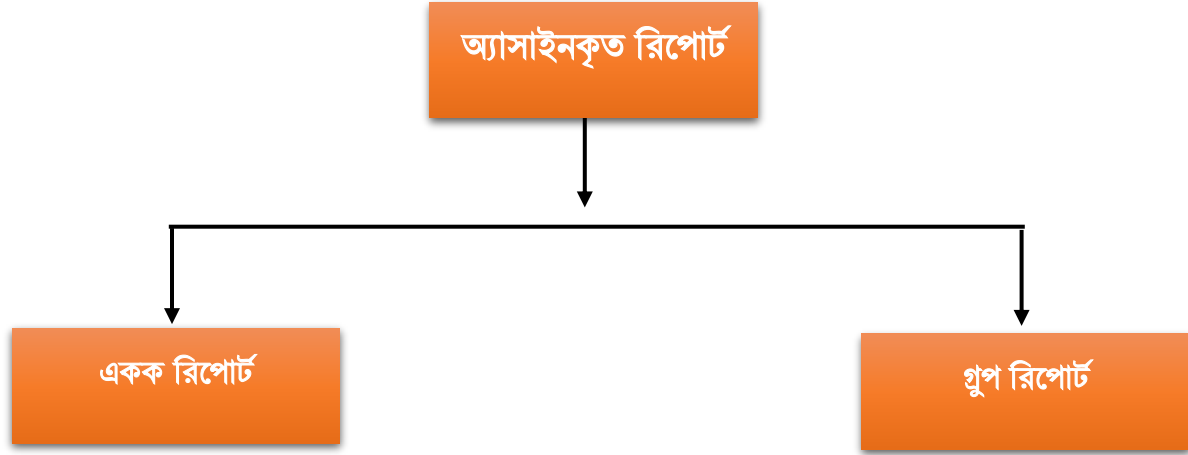 অ্যাসাইনকৃত রিপোর্ট
একক রিপোর্ট
গ্রুপ রিপোর্ট